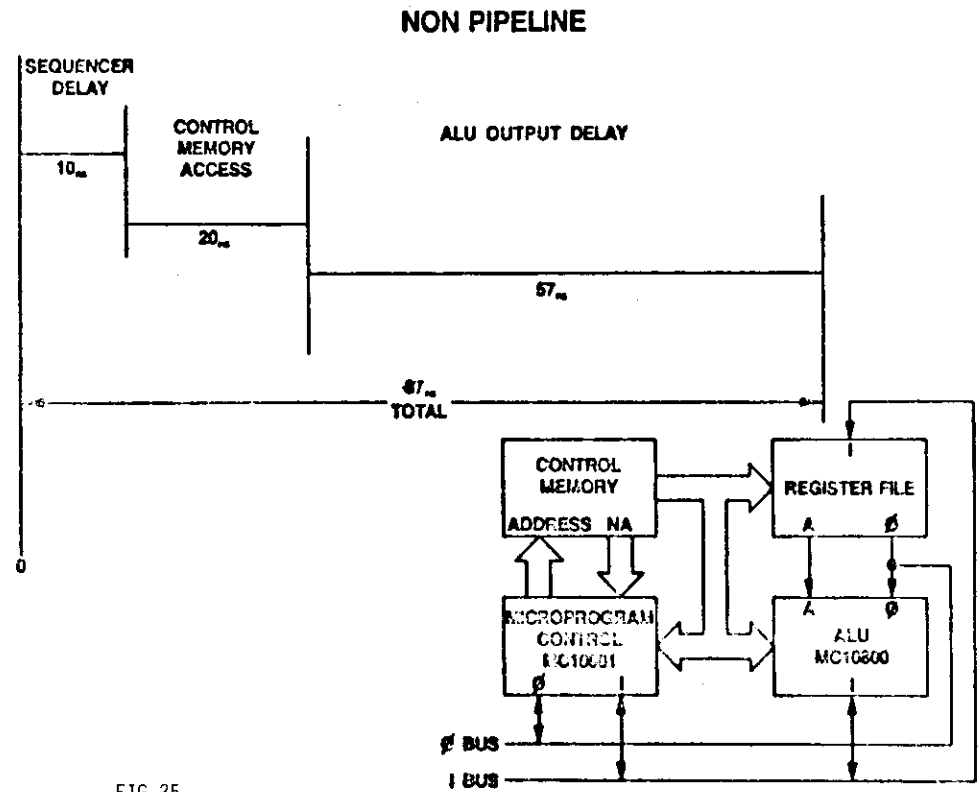 NON PIPELINE
SEQUENCER
DELAY
CONTROL
MEMORY
ACCESS
ALU OUTPUT DELAY
10ns
20ns
57ns
87ns
TOTAL
0
CONTROL
MEMORY
ADDRESS NA
I
REGISTER FILE
A Ø
MICROPROGRAM
CONTROL
MC10801
Ø I
A Ø
ALU
MC10800
I
Ø BUS
I BUS
FIG 25